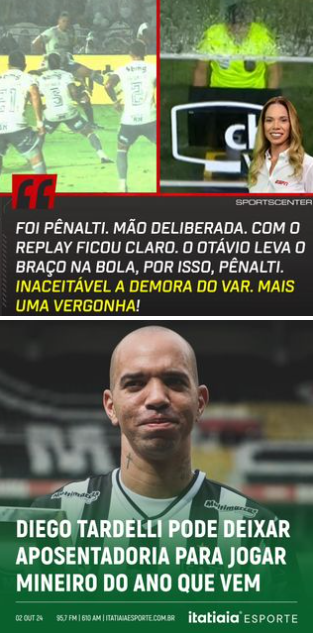 SPORTSCENTER
FOI PÊNALTI. MÃO DELIBERADA. COM O
REPLAY FICOU CLARO. O OTÁVIO LEVA O
BRAÇO NA BOLA, POR ISSO, PÊNALTI.
INACEITÁVEL A DEMORA DO VAR. MAIS
UMA VERGONHA!
DIEGO TARDELLI PODE DEIXAR
APOSENTADORIA PARA JOGAR
MINEIRO DO ANO QUE VEM
02 OUT 24 95,7 FM | 610 AM | ITATIAIAESPORTE.COM.BR itatiaia ESPORTE